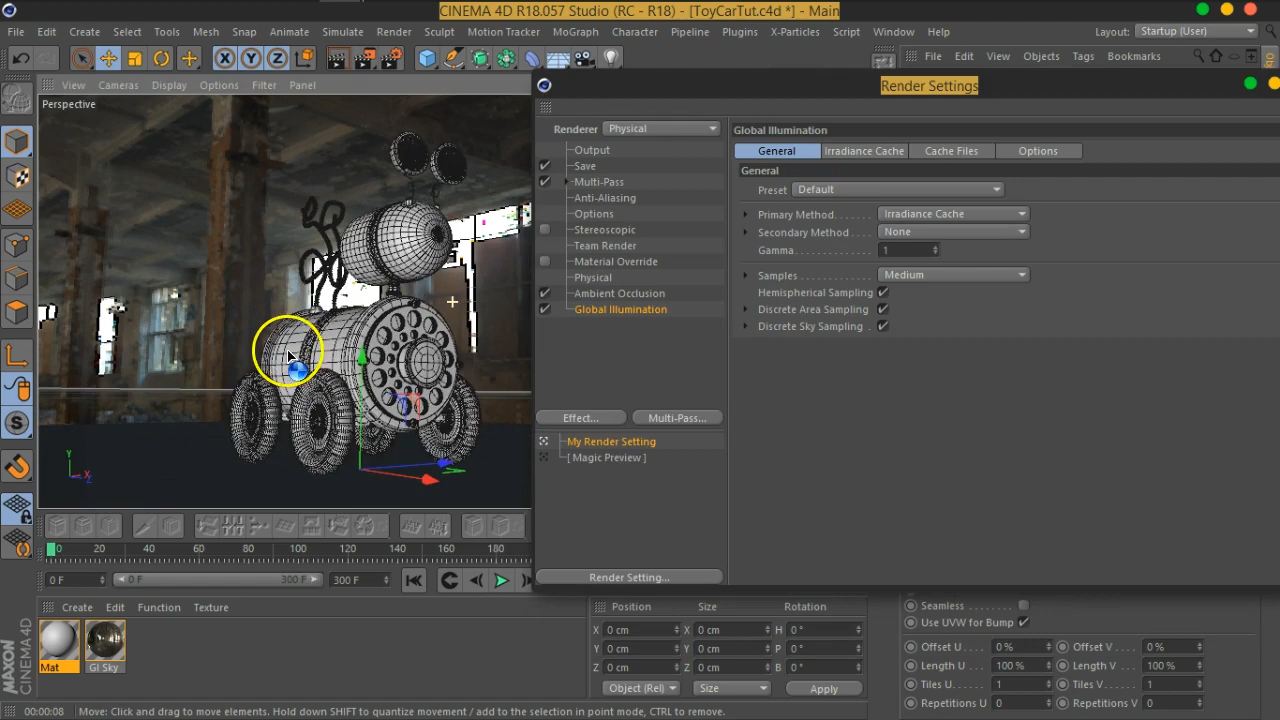 CINEMA 4D R18.057 Studio (RC - R18) - [ToyCarTut.c4d *] - Main
File Edit Create Select Tools Mesh Snap Animate Simulate Render Sculpt Motion Tracker MoGraph Character Pipeline Plugins X-Particles Script Window Help Layout: Startup (User)
X Y Z
File Edit View Objects Tags Bookmarks
View Cameras Display Options Filter Panel
Perspective
Render Settings
Renderer Physical
Output
Save
Multi-Pass
Anti-Aliasing
Options
Stereoscopic
Team Render
Material Override
Physical
Ambient Occlusion
Global Illumination
Effect... Multi-Pass...
My Render Setting
[ Magic Preview ]
Render Setting...
Global Illumination
General Irradiance Cache Cache Files Options
General
Preset Default
Primary Method. . . . . . . Irradiance Cache
Secondary Method. . . . None
Gamma. . . . . . . . . . . . . 1
Samples. . . . . . . . . . . . Medium
Hemispherical Sampling
Discrete Area Sampling
Discrete Sky Sampling . .
Y X Z
0 20 40 60 80 100 120 140 160 180
0 F 0 F 300 F 300 F
Create Edit Function Texture
Mat GI Sky
Position Size Rotation
X 0 cm X 0 cm H 0 °
Y 0 cm Y 0 cm P 0 °
Z 0 cm Z 0 cm B 0 °
Object (Rel) Size Apply
Seamless . . . . . . . .
Use UVW for Bump
Offset U . . . . 0 % Offset V . . . . 0 %
Length U . . . 100 % Length V . . . 100 %
Tiles U . . . . . 1 Tiles V . . . . . 1
Repetitions U 0 Repetitions V 0
MAXON CINEMA 4D
00:00:08 Move: Click and drag to move elements. Hold down SHIFT to quantize movement / add to the selection in point mode, CTRL to remove.